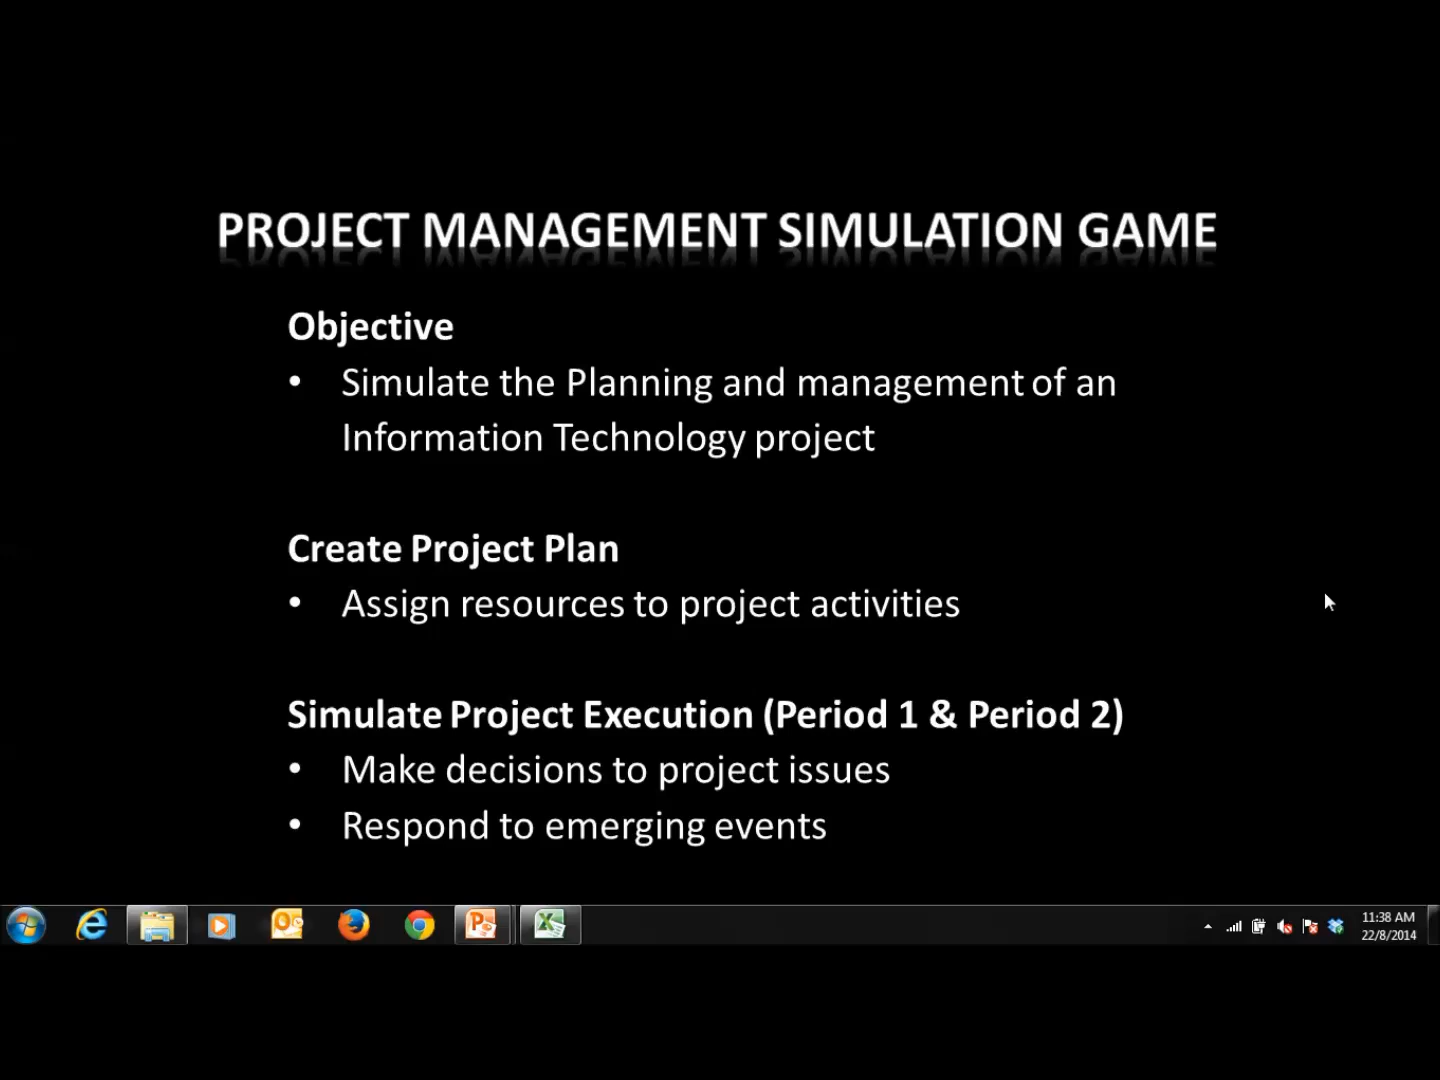 PROJECT MANAGEMENT SIMULATION GAME
Objective
• Simulate the Planning and management of an
Information Technology project
Create Project Plan
• Assign resources to project activities
Simulate Project Execution (Period 1 & Period 2)
• Make decisions to project issues
• Respond to emerging events
11:38 AM
22/8/2014